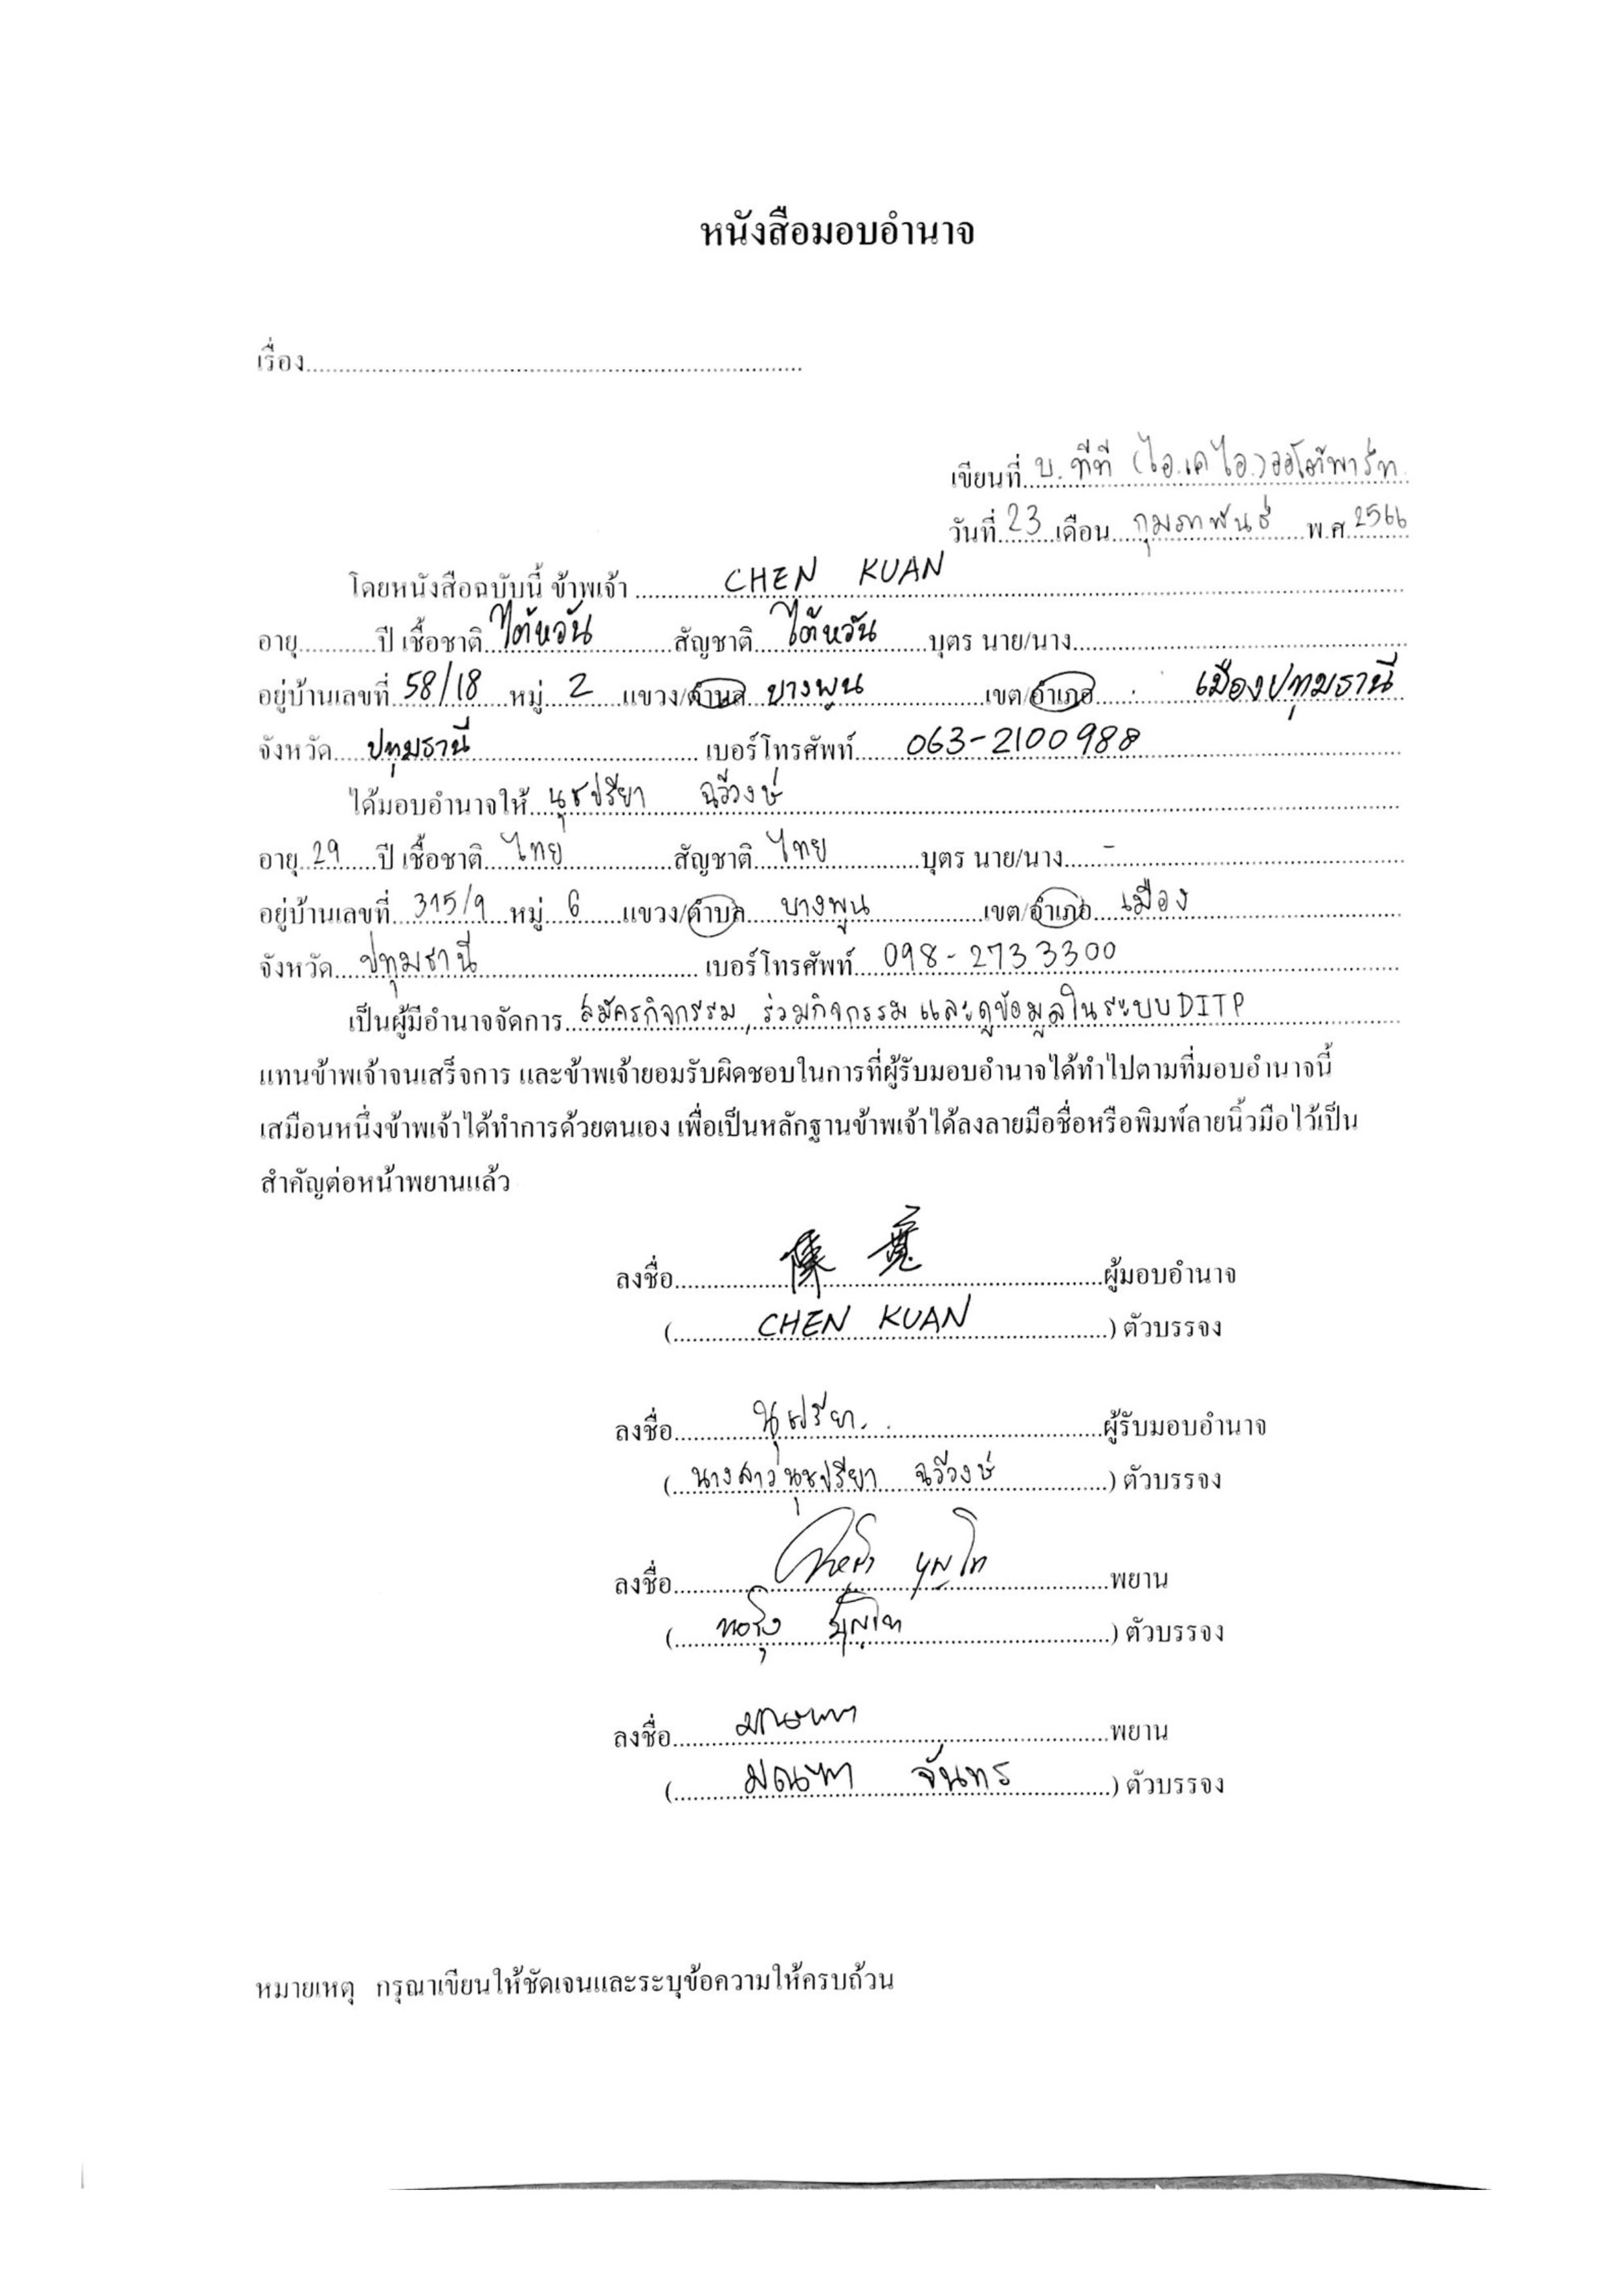 หนังสือมอบอำนาจ
เรื่อง..........
เขียนที่ บ. ทีที (ไอ.เค ไอ.) ออโต้พาร์ท
วันที่ 23 เดือน กุมภาพันธ์ พ.ศ 2566
โดยหนังสือฉบับนี้ ข้าพเจ้า CHEN KUAN
อายุ..........ปี เชื้อชาติ ไต้หวัน สัญชาติ ไต้หวัน บุตร นาย/นาง..........
อยู่บ้านเลขที่ 58/18 หมู่ 2 แขวง/ตำบล บางพูน เขต/อำเภอ เมืองปทุมธานี
จังหวัด ปทุมธานี เบอร์โทรศัพท์ 063-2100988
ได้มอบอำนาจให้ นุชปรียา ฉวีวงษ์
อายุ 29 ปี เชื้อชาติ ไทย สัญชาติ ไทย บุตร นาย/นาง -
อยู่บ้านเลขที่ 315/9 หมู่ 6 แขวง/ตำบล บางพูน เขต/อำเภอ เมือง
จังหวัด ปทุมธานี เบอร์โทรศัพท์ 098-2733300
เป็นผู้มีอำนาจจัดการ สมัครกิจกรรม, ร่วมกิจกรรม และดูข้อมูลในระบบ DITP
แทนข้าพเจ้าจนเสร็จการ และข้าพเจ้ายอมรับผิดชอบในการที่ผู้รับมอบอำนาจได้ทำไปตามที่มอบอำนาจนี้
เสมือนหนึ่งข้าพเจ้าได้ทำการด้วยตนเอง เพื่อเป็นหลักฐานข้าพเจ้าได้ลงลายมือชื่อหรือพิมพ์ลายนิ้วมือไว้เป็น
สำคัญต่อหน้าพยานแล้ว
ลงชื่อ 陳 寬 ผู้มอบอำนาจ
( CHEN KUAN ) ตัวบรรจง
ลงชื่อ นุชปรียา ผู้รับมอบอำนาจ
( นางสาวนุชปรียา ฉวีวงษ์ ) ตัวบรรจง
ลงชื่อ บุญโท พยาน
( บุญโท ) ตัวบรรจง
ลงชื่อ พยาน
( จันทร ) ตัวบรรจง
หมายเหตุ กรุณาเขียนให้ชัดเจนและระบุข้อความให้ครบถ้วน